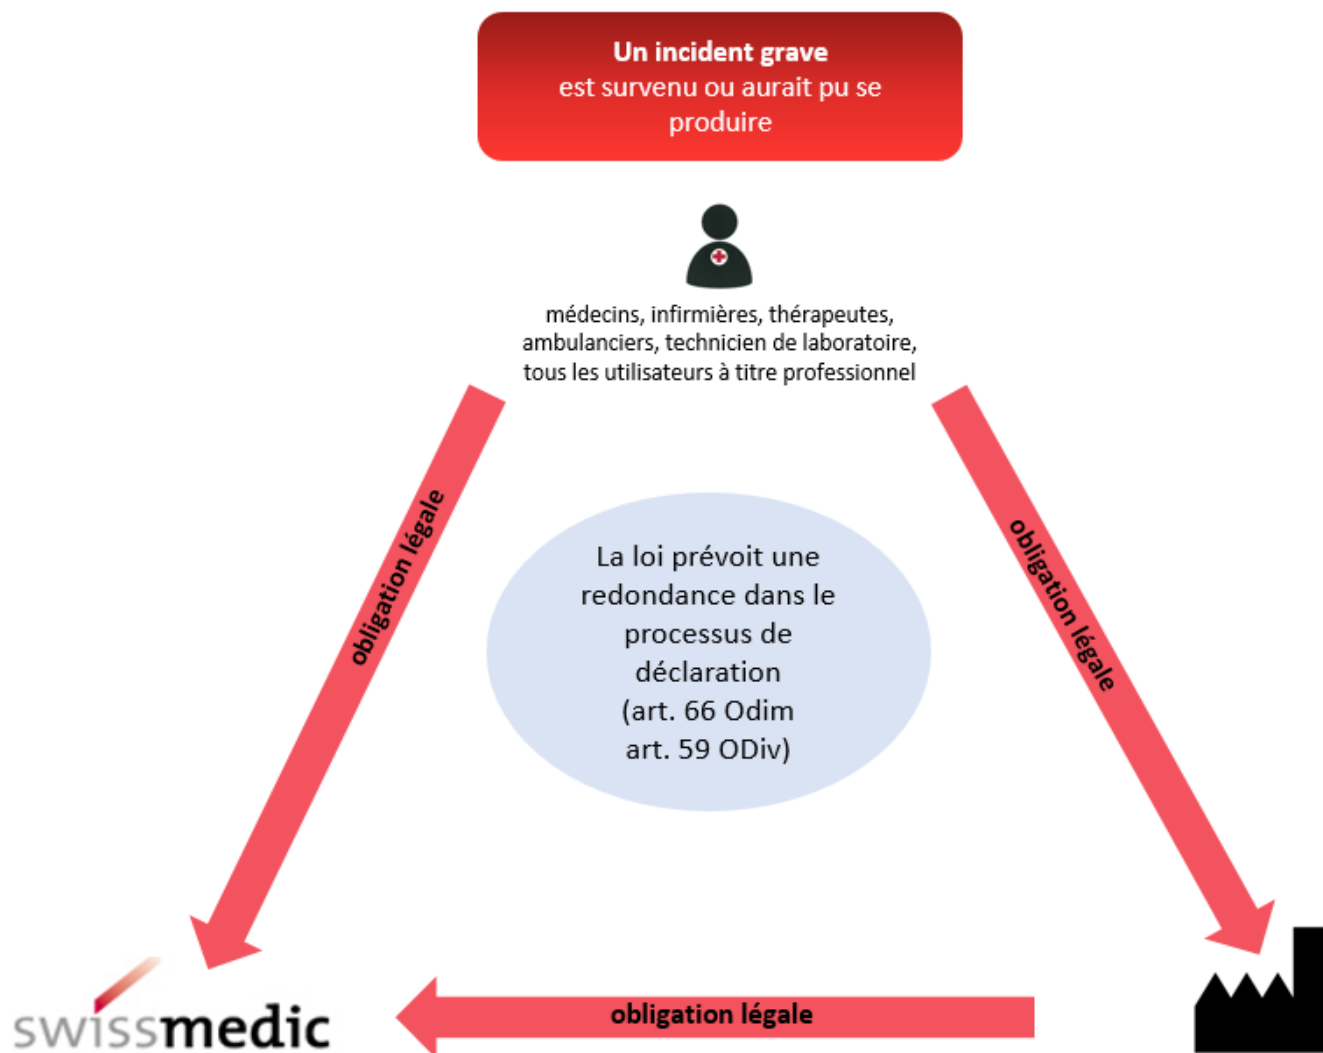 Un incident grave
est survenu ou aurait pu se
produire
médecins, infirmières, thérapeutes,
ambulanciers, technicien de laboratoire,
tous les utilisateurs à titre professionnel
obligation légale
obligation légale
La loi prévoit une
redondance dans le
processus de
déclaration
(art. 66 Odim
art. 59 ODiv)
swissmedic
obligation légale